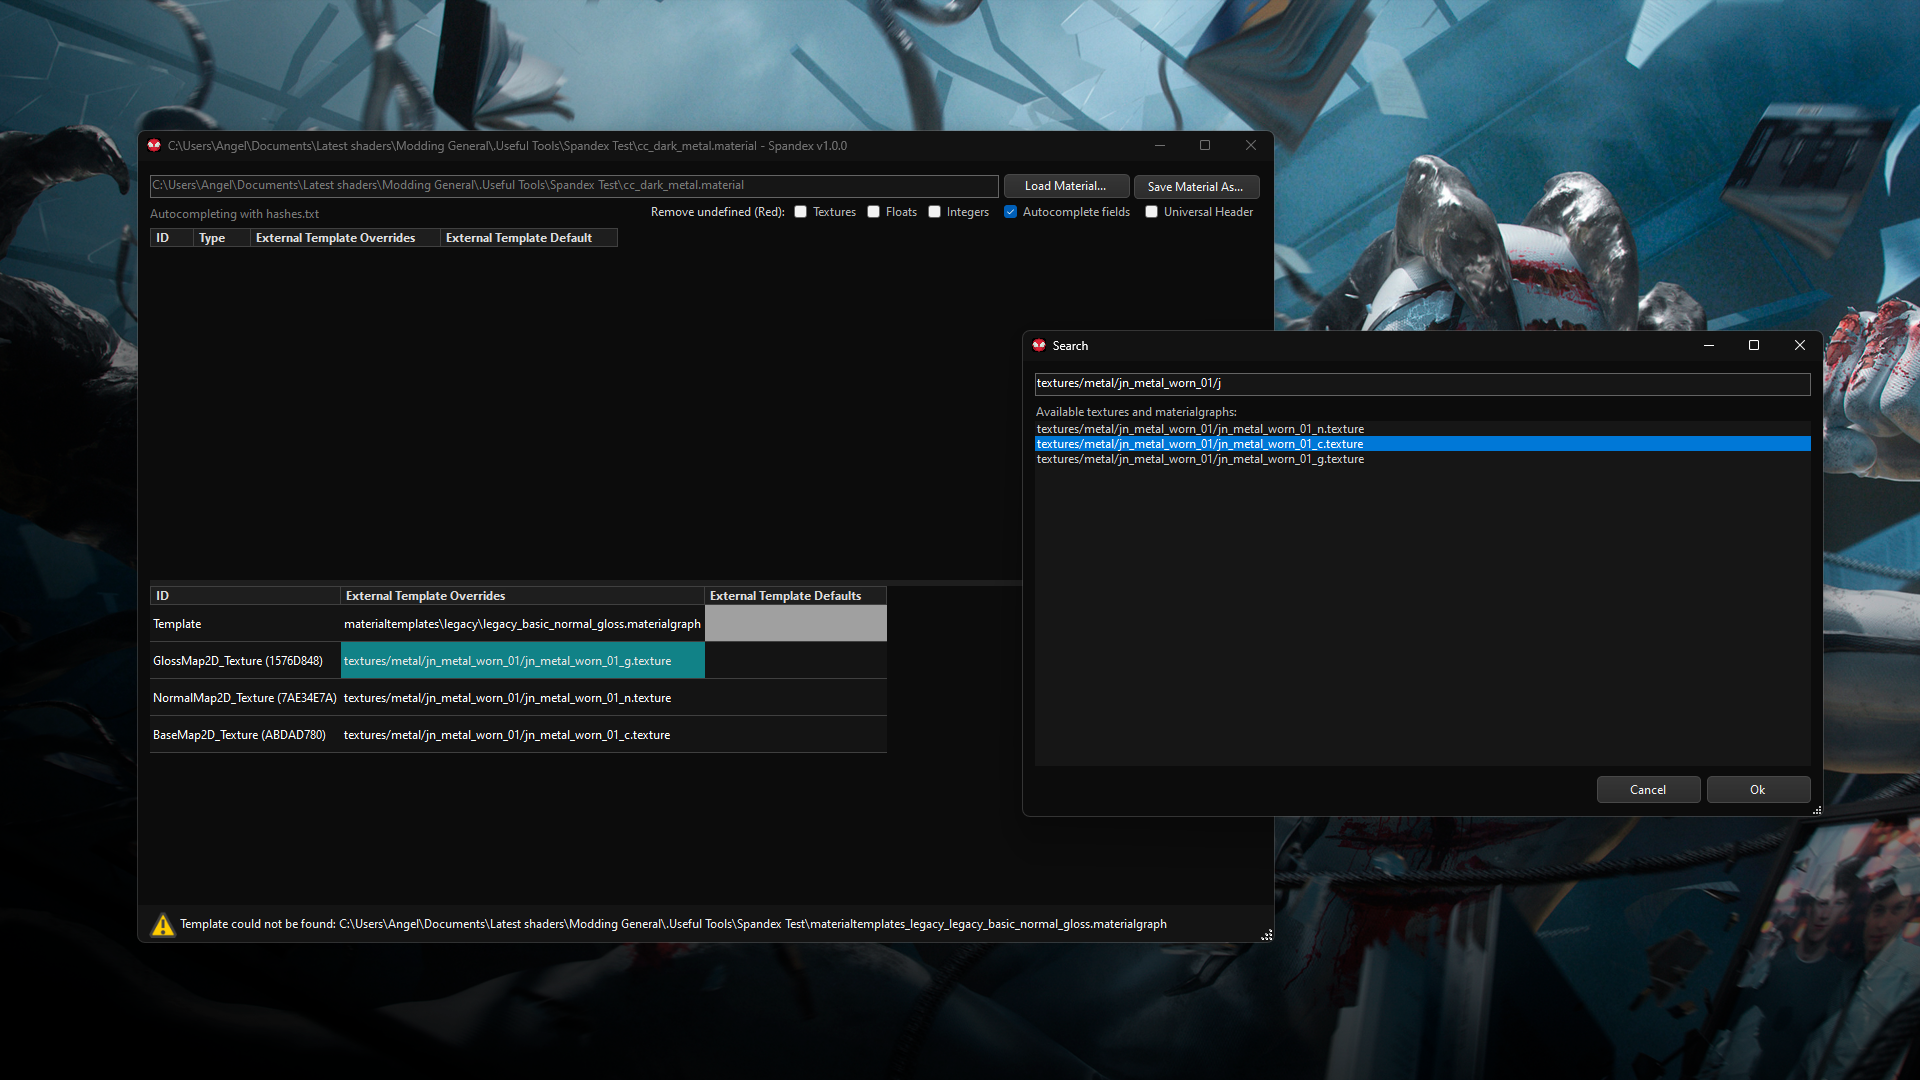 C:\Users\Angel\Documents\Latest shaders\Modding General\.Useful Tools\Spandex Test\cc_dark_metal.material - Spandex v1.0.0
C:\Users\Angel\Documents\Latest shaders\Modding General\.Useful Tools\Spandex Test\cc_dark_metal.material
Load Material...
Save Material As...
Autocompleting with hashes.txt
Remove undefined (Red):
Textures
Floats
Integers
Autocomplete fields
Universal Header
ID
Type
External Template Overrides
External Template Default
ID
External Template Overrides
External Template Defaults
Template
materialtemplates\legacy\legacy_basic_normal_gloss.materialgraph
GlossMap2D_Texture (1576D848)
textures/metal/jn_metal_worn_01/jn_metal_worn_01_g.texture
NormalMap2D_Texture (7AE34E7A)
textures/metal/jn_metal_worn_01/jn_metal_worn_01_n.texture
BaseMap2D_Texture (ABDAD780)
textures/metal/jn_metal_worn_01/jn_metal_worn_01_c.texture
Template could not be found: C:\Users\Angel\Documents\Latest shaders\Modding General\.Useful Tools\Spandex Test\materialtemplates_legacy_legacy_basic_normal_gloss.materialgraph
Search
textures/metal/jn_metal_worn_01/j
Available textures and materialgraphs:
textures/metal/jn_metal_worn_01/jn_metal_worn_01_n.texture
textures/metal/jn_metal_worn_01/jn_metal_worn_01_c.texture
textures/metal/jn_metal_worn_01/jn_metal_worn_01_g.texture
Cancel
Ok